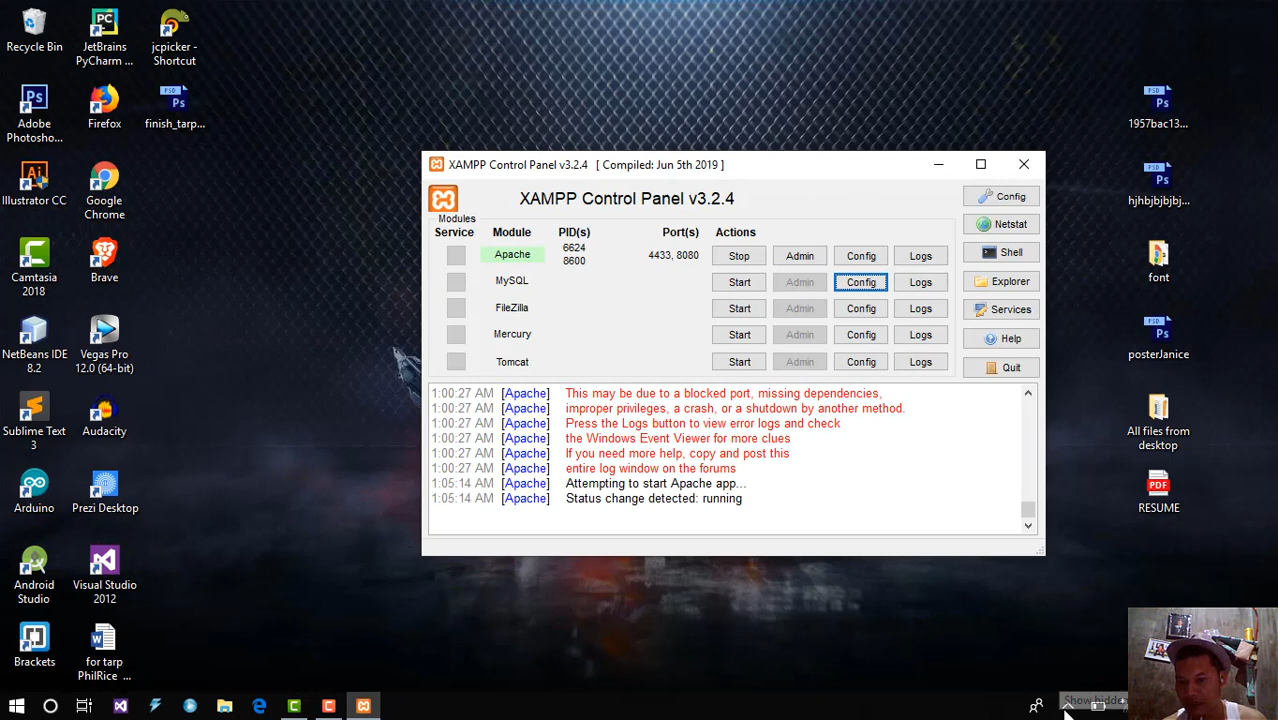 Recycle Bin
JetBrains
PyCharm ...
jcpicker -
Shortcut
Adobe
Photosho...
Firefox
finish_tarp...
Illustrator CC
Google
Chrome
Camtasia
2018
Brave
NetBeans IDE
8.2
Vegas Pro
12.0 (64-bit)
Sublime Text
3
Audacity
Arduino
Prezi Desktop
Android
Studio
Visual Studio
2012
Brackets
for tarp
PhilRice ...
XAMPP Control Panel v3.2.4 [ Compiled: Jun 5th 2019 ]
XAMPP Control Panel v3.2.4
Config
Modules
Service Module PID(s) Port(s) Actions
Netstat
Apache 6624 8600 4433, 8080 Stop Admin Config Logs
Shell
MySQL Start Admin Config Logs
Explorer
FileZilla Start Admin Config Logs
Services
Mercury Start Admin Config Logs
Help
Tomcat Start Admin Config Logs
Quit
1:00:27 AM [Apache] This may be due to a blocked port, missing dependencies,
1:00:27 AM [Apache] improper privileges, a crash, or a shutdown by another method.
1:00:27 AM [Apache] Press the Logs button to view error logs and check
1:00:27 AM [Apache] the Windows Event Viewer for more clues
1:00:27 AM [Apache] If you need more help, copy and post this
1:00:27 AM [Apache] entire log window on the forums
1:05:14 AM [Apache] Attempting to start Apache app...
1:05:14 AM [Apache] Status change detected: running
PSD
Ps
1957bac13...
PSD
Ps
hjhbjbjbjbj...
font
PSD
Ps
posterJanice
All files from
desktop
PDF
RESUME
Show hidde